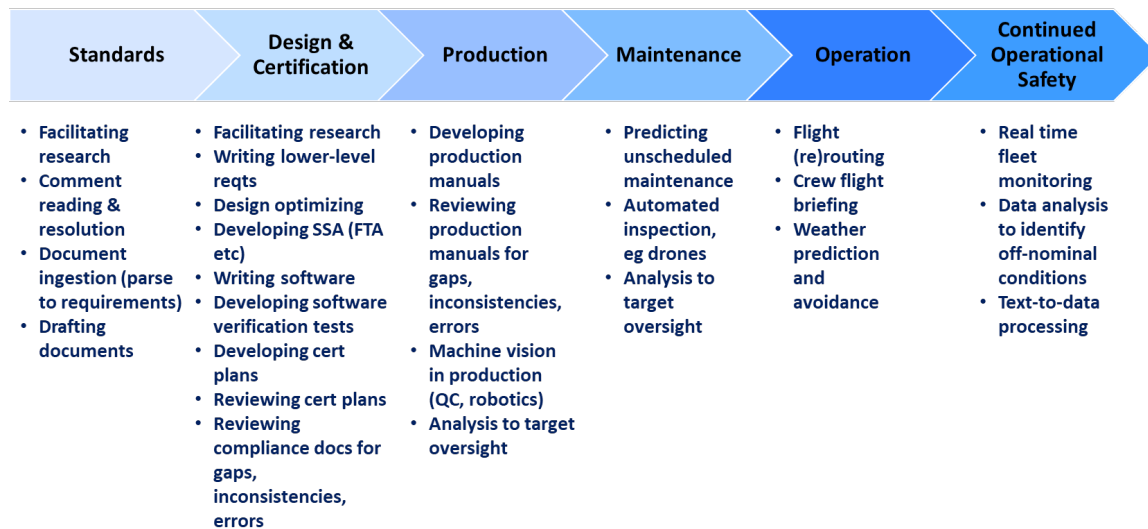 Standards
Design &
Certification
Production
Maintenance
Operation
Continued
Operational
Safety
• Facilitating
research
• Comment
reading &
resolution
• Document
ingestion (parse
to requirements)
• Drafting
documents
• Facilitating research
• Writing lower-level
reqts
• Design optimizing
• Developing SSA (FTA
etc)
• Writing software
• Developing software
verification tests
• Developing cert
plans
• Reviewing cert plans
• Reviewing
compliance docs for
gaps,
inconsistencies,
errors
• Developing
production
manuals
• Reviewing
production
manuals for
gaps,
inconsistencies,
errors
• Machine vision
in production
(QC, robotics)
• Analysis to target
oversight
• Predicting
unscheduled
maintenance
• Automated
inspection,
eg drones
• Analysis to
target
oversight
• Flight
(re)routing
• Crew flight
briefing
• Weather
prediction
and
avoidance
• Real time
fleet
monitoring
• Data analysis
to identify
off-nominal
conditions
• Text-to-data
processing